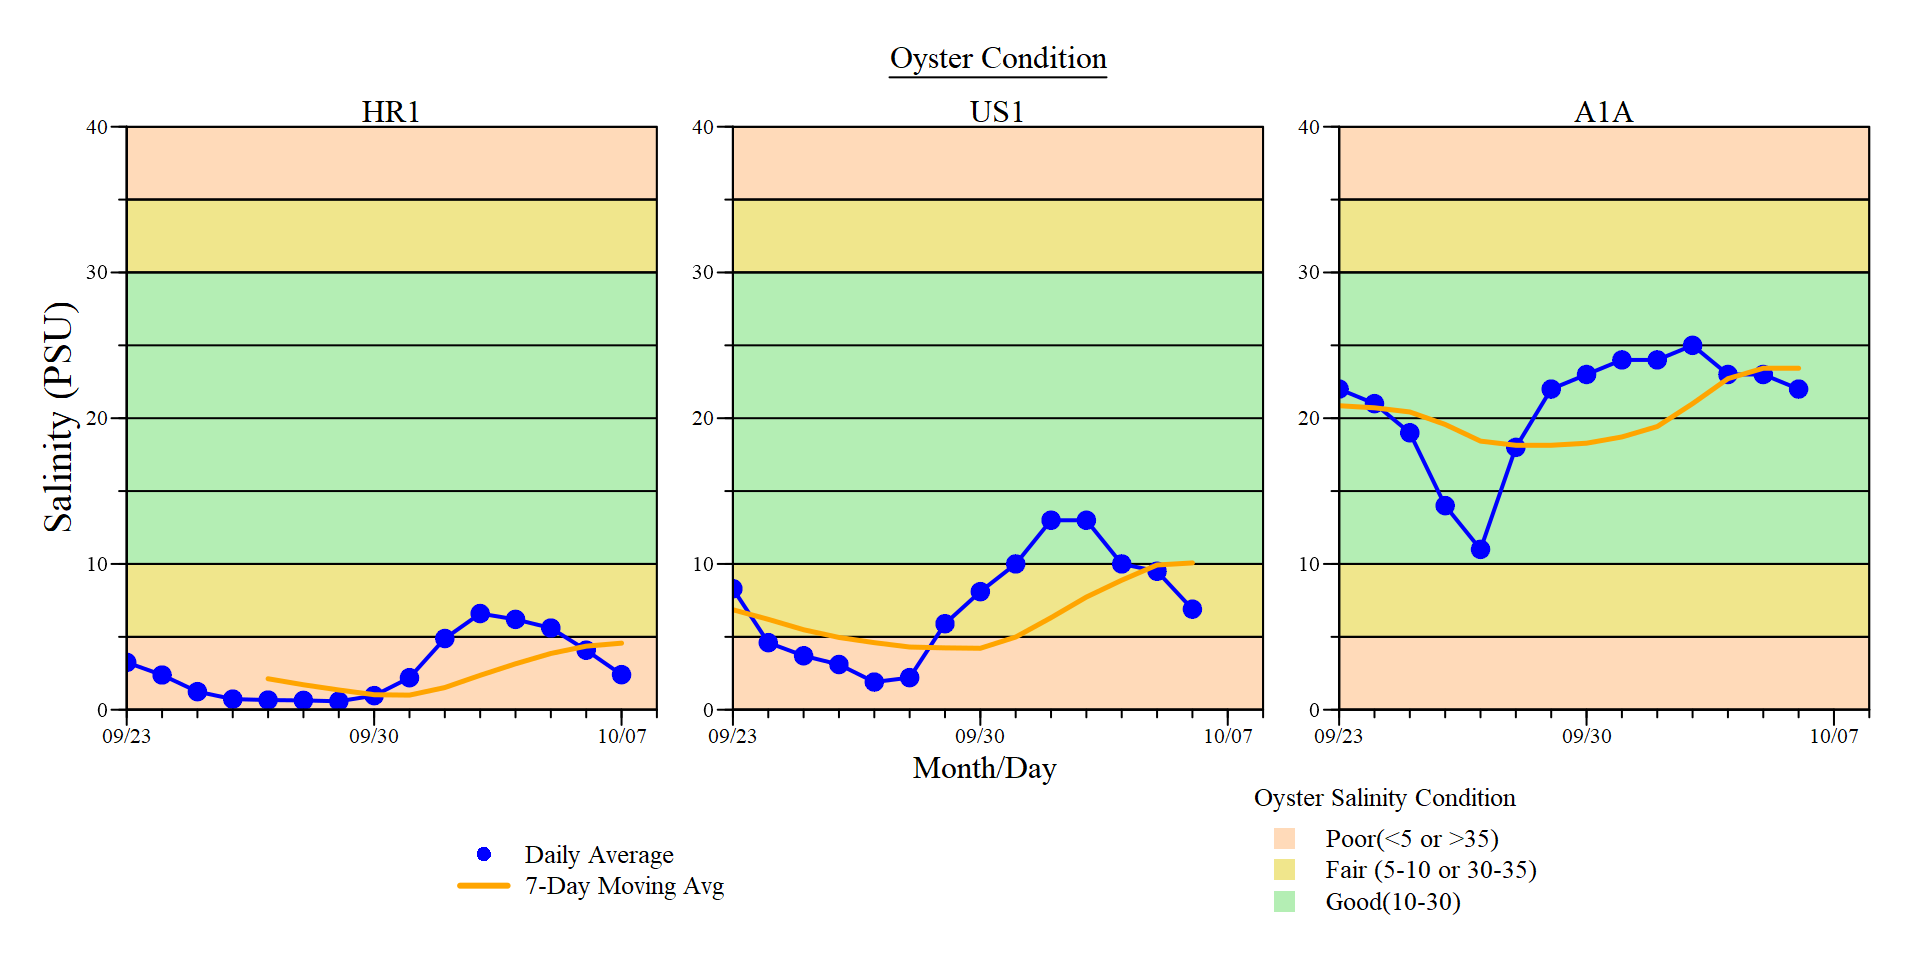 Oyster Condition
HR1
US1
A1A
Salinity (PSU)
40
30
20
10
0
09/23
09/30
10/07
40
30
20
10
0
09/23
09/30
10/07
40
30
20
10
0
09/23
09/30
10/07
Month/Day
Daily Average
7-Day Moving Avg
Oyster Salinity Condition
Poor(<5 or >35)
Fair (5-10 or 30-35)
Good(10-30)